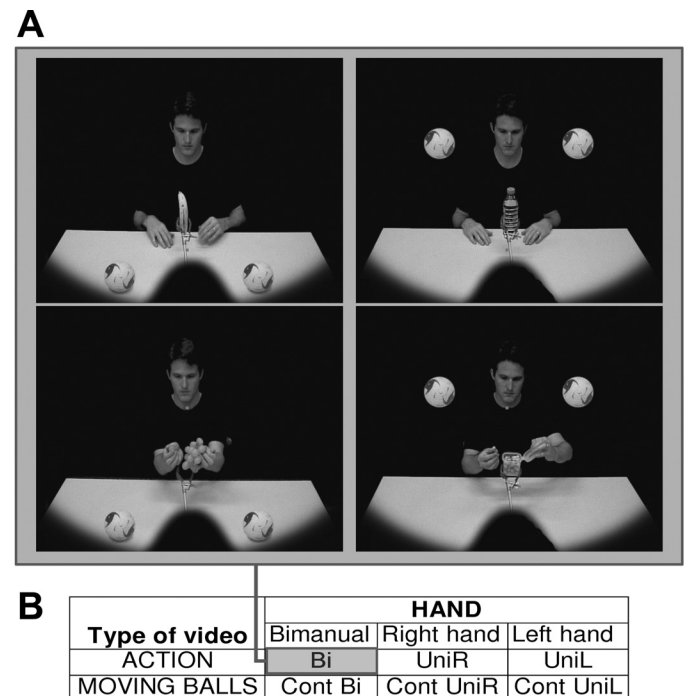 A
B
HAND
Type of video Bimanual Right hand Left hand
ACTION Bi UniR UniL
MOVING BALLS Cont Bi Cont UniR Cont UniL